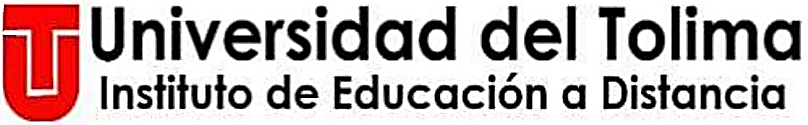 Universidad del Tolima
Instituto de Educación a Distancia